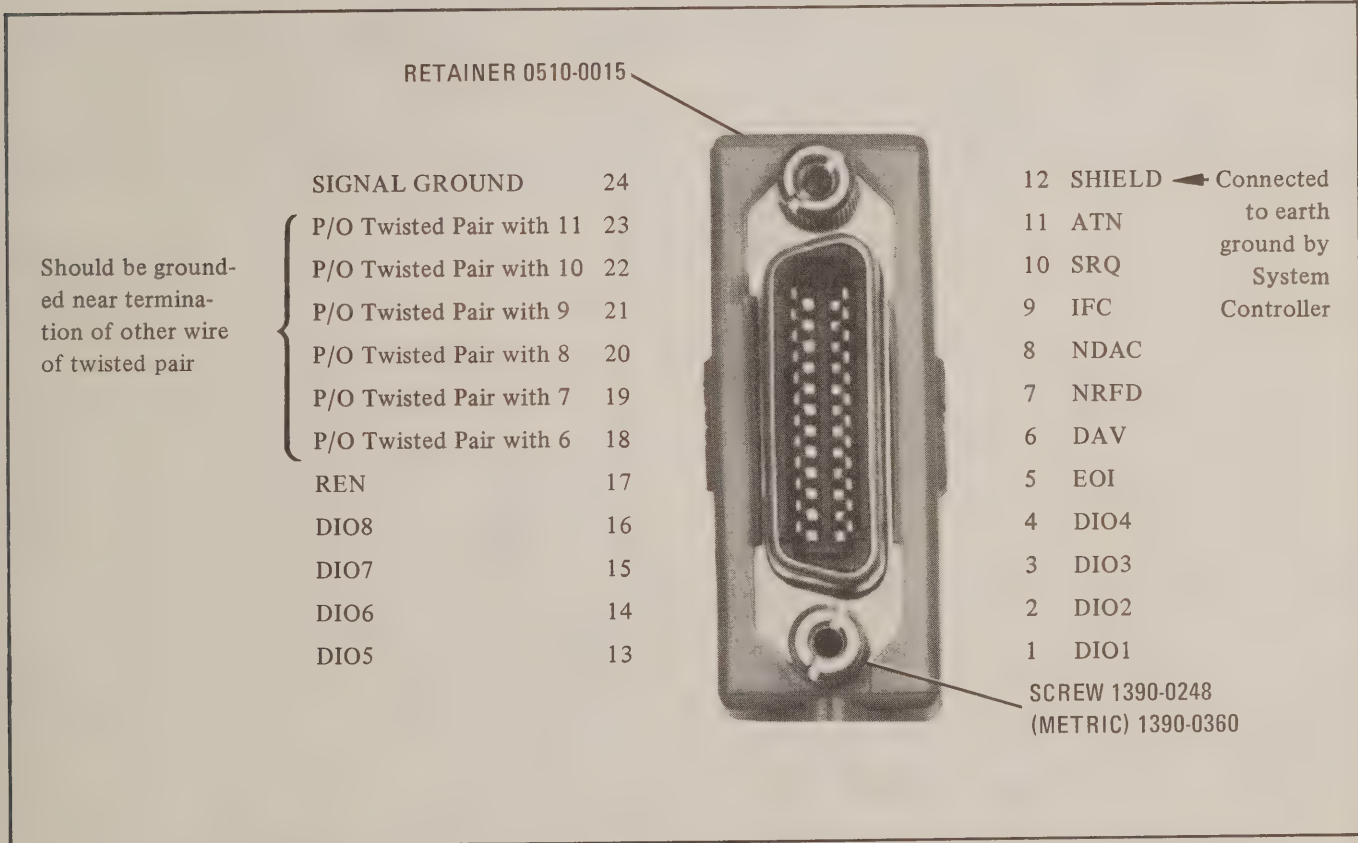 RETAINER 0510-0015
SIGNAL GROUND 24
P/O Twisted Pair with 11 23
P/O Twisted Pair with 10 22
P/O Twisted Pair with 9 21
P/O Twisted Pair with 8 20
P/O Twisted Pair with 7 19
P/O Twisted Pair with 6 18
REN 17
DIO8 16
DIO7 15
DIO6 14
DIO5 13
Should be ground-
ed near termina-
tion of other wire
of twisted pair
12 SHIELD
11 ATN
10 SRQ
9 IFC
8 NDAC
7 NRFD
6 DAV
5 EOI
4 DIO4
3 DIO3
2 DIO2
1 DIO1
Connected
to earth
ground by
System
Controller
SCREW 1390-0248
(METRIC) 1390-0360